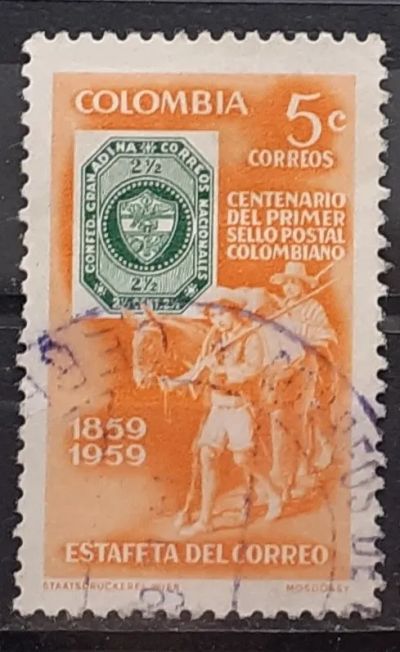 COLOMBIA 5c
CORREOS
CONFED. GRANADINA CORREOS NACIONALES
2½
2½
CENTENARIO
DEL PRIMER
SELLO POSTAL
COLOMBIANO
1859
1959
ESTAFETA DEL CORREO
STAATSDRUCKEREI WIEN MOSDOSSY